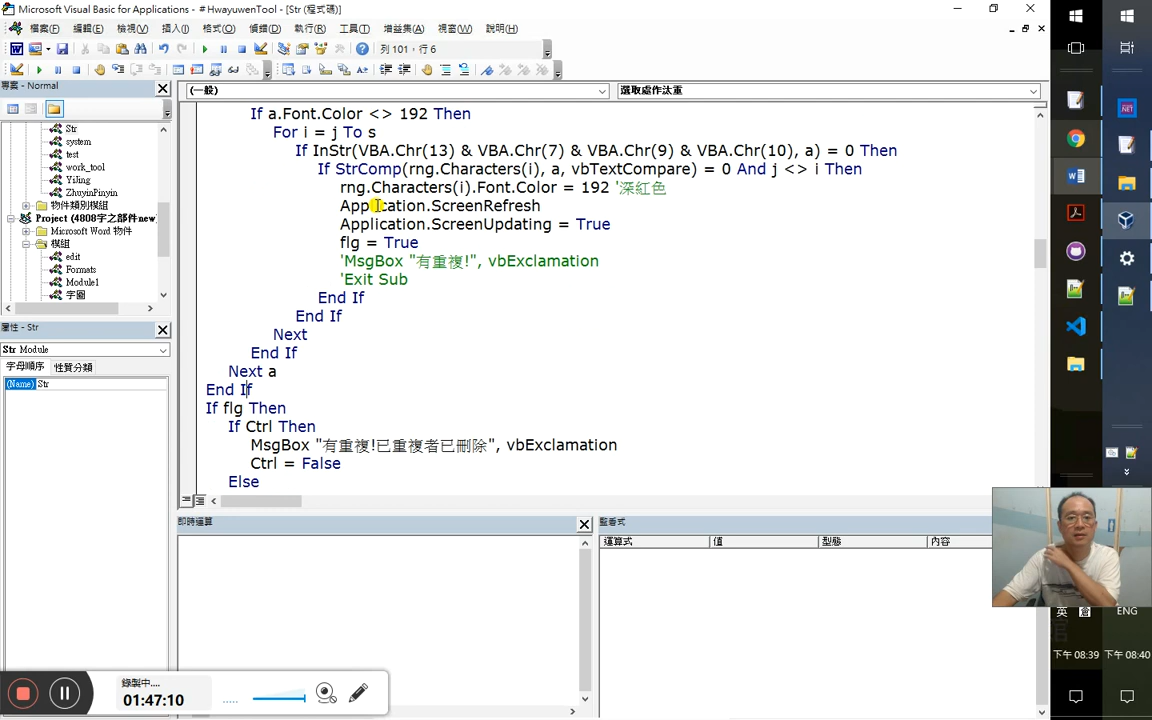 Microsoft Visual Basic for Applications - #HwayuwenTool - [Str (程式碼)]
檔案(F) 編輯(E) 檢視(V) 插入(I) 格式(O) 偵錯(D) 執行(R) 工具(T) 增益集(A) 視窗(W) 說明(H)
列 101，行 6
專案 - Normal
(一般)
選取處作汰重
Str
system
test
work_tool
YiJing
ZhuyinPinyin
物件類別模組
Project (4808字之部件new
Microsoft Word 物件
模組
edit
Formats
Module1
字圖
If a.Font.Color <> 192 Then
For i = j To s
If InStr(VBA.Chr(13) & VBA.Chr(7) & VBA.Chr(9) & VBA.Chr(10), a) = 0 Then
If StrComp(rng.Characters(i), a, vbTextCompare) = 0 And j <> i Then
rng.Characters(i).Font.Color = 192 '深紅色
Application.ScreenRefresh
Application.ScreenUpdating = True
flg = True
'MsgBox "有重複!", vbExclamation
'Exit Sub
End If
End If
Next
End If
Next a
End If
If flg Then
If Ctrl Then
MsgBox "有重複!已重複者已刪除", vbExclamation
Ctrl = False
Else
屬性 - Str
Str Module
字母順序 性質分類
(Name) Str
即時運算
監看式
運算式 值 型態 內容
錄製中....
01:47:10
英
ENG
下午 08:39 下午 08:40